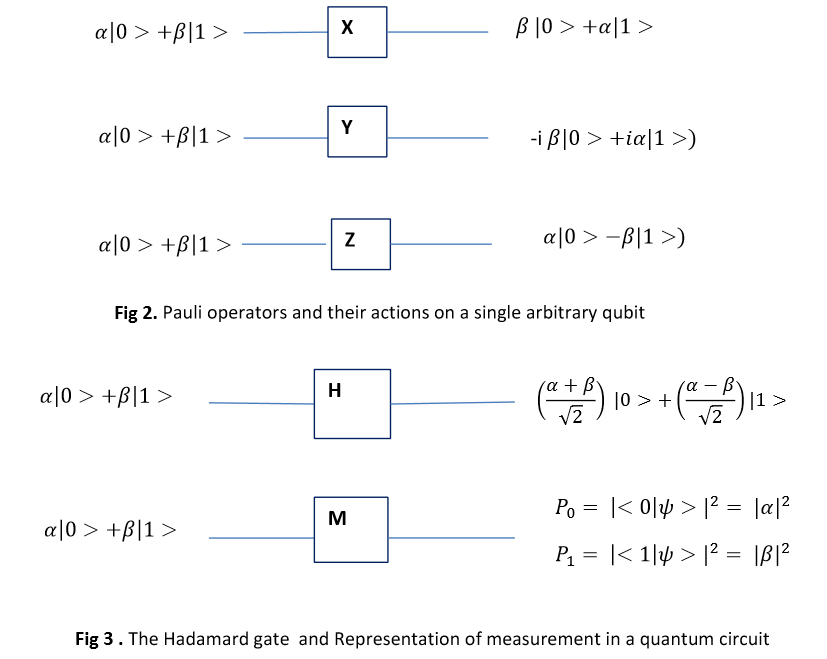 α|0 > +β|1 > X β |0 > +α|1 >
α|0 > +β|1 > Y -i β|0 > +iα|1 >)
α|0 > +β|1 > Z α|0 > −β|1 >)
Fig 2. Pauli operators and their actions on a single arbitrary qubit
α|0 > +β|1 > H (α + β / √2) |0 > + (α − β / √2) |1 >
α|0 > +β|1 > M P₀ = |< 0|ψ > |² = |α|²
P₁ = |< 1|ψ > |² = |β|²
Fig 3 . The Hadamard gate and Representation of measurement in a quantum circuit